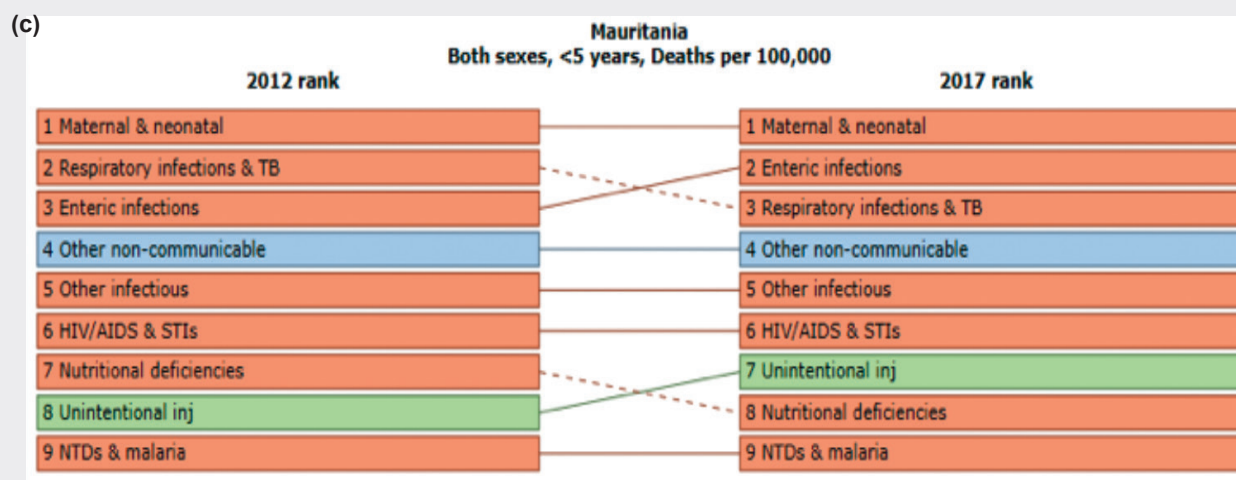 (c)
Mauritania
Both sexes, <5 years, Deaths per 100,000
2012 rank
2017 rank
1 Maternal & neonatal
1 Maternal & neonatal
2 Respiratory infections & TB
2 Enteric infections
3 Enteric infections
3 Respiratory infections & TB
4 Other non-communicable
4 Other non-communicable
5 Other infectious
5 Other infectious
6 HIV/AIDS & STIs
6 HIV/AIDS & STIs
7 Nutritional deficiencies
7 Unintentional inj
8 Unintentional inj
8 Nutritional deficiencies
9 NTDs & malaria
9 NTDs & malaria